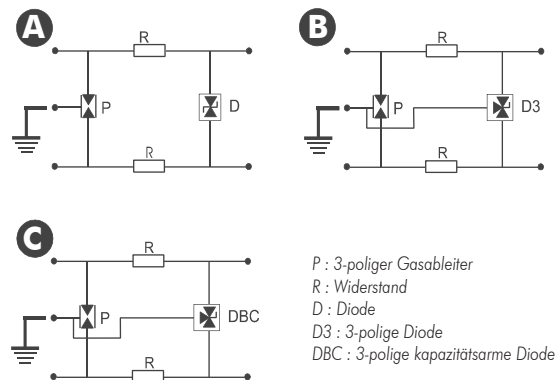 A
R
P
D
R
B
R
P
D3
R
C
R
P
DBC
R
P : 3-poliger Gasableiter
R : Widerstand
D : Diode
D3 : 3-polige Diode
DBC : 3-polige kapazitätsarme Diode